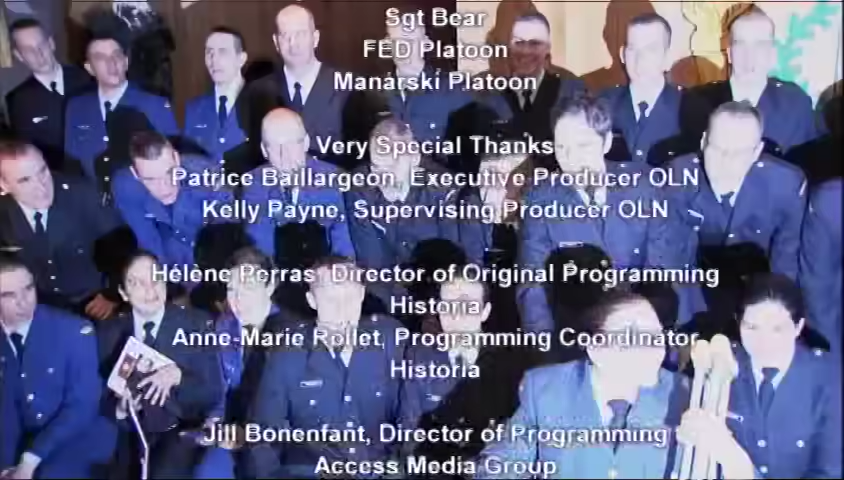 Sgt Bear
FED Platoon
Manarski Platoon
Very Special Thanks
Patrice Baillargeon, Executive Producer OLN
Kelly Payne, Supervising Producer OLN
Hélène Perras, Director of Original Programming
Historia
Anne-Marie Rollet, Programming Coordinator
Historia
Jill Bonenfant, Director of Programming
Access Media Group